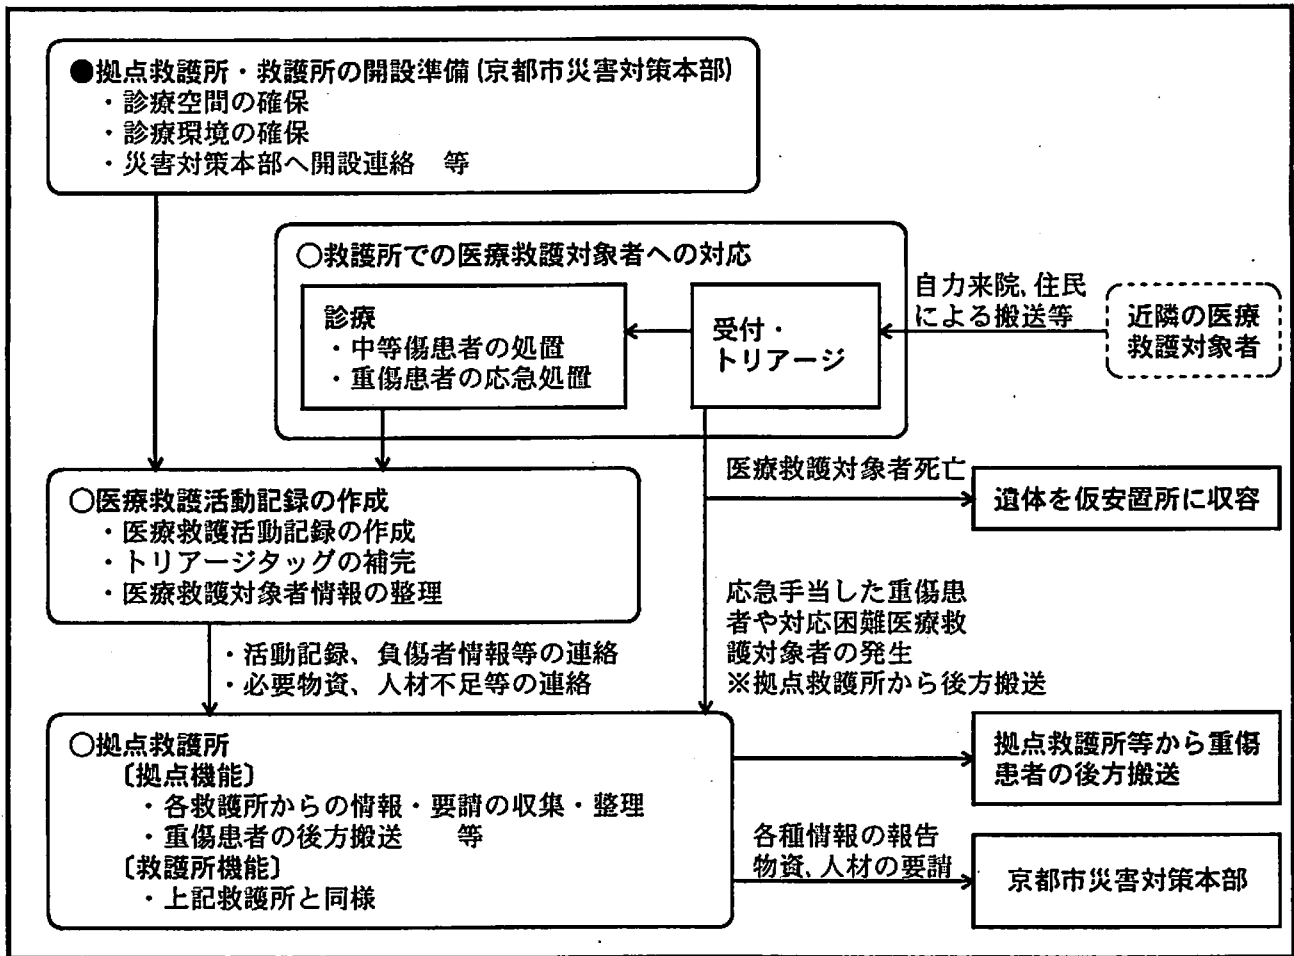 ●拠点救護所・救護所の開設準備(京都市災害対策本部)
・診療空間の確保
・診療環境の確保
・災害対策本部へ開設連絡　等
○救護所での医療救護対象者への対応
診療
・中等傷患者の処置
・重傷患者の応急処置
受付・
トリアージ
自力来院、住民
による搬送等
近隣の医療
救護対象者
医療救護対象者死亡
遺体を仮安置所に収容
○医療救護活動記録の作成
・医療救護活動記録の作成
・トリアージタッグの補完
・医療救護対象者情報の整理
応急手当した重傷患
者や対応困難医療救
護対象者の発生
※拠点救護所から後方搬送
・活動記録、負傷者情報等の連絡
・必要物資、人材不足等の連絡
○拠点救護所
〔拠点機能〕
・各救護所からの情報・要請の収集・整理
・重傷患者の後方搬送　　等
〔救護所機能〕
・上記救護所と同様
拠点救護所等から重傷
患者の後方搬送
各種情報の報告
物資、人材の要請
京都市災害対策本部